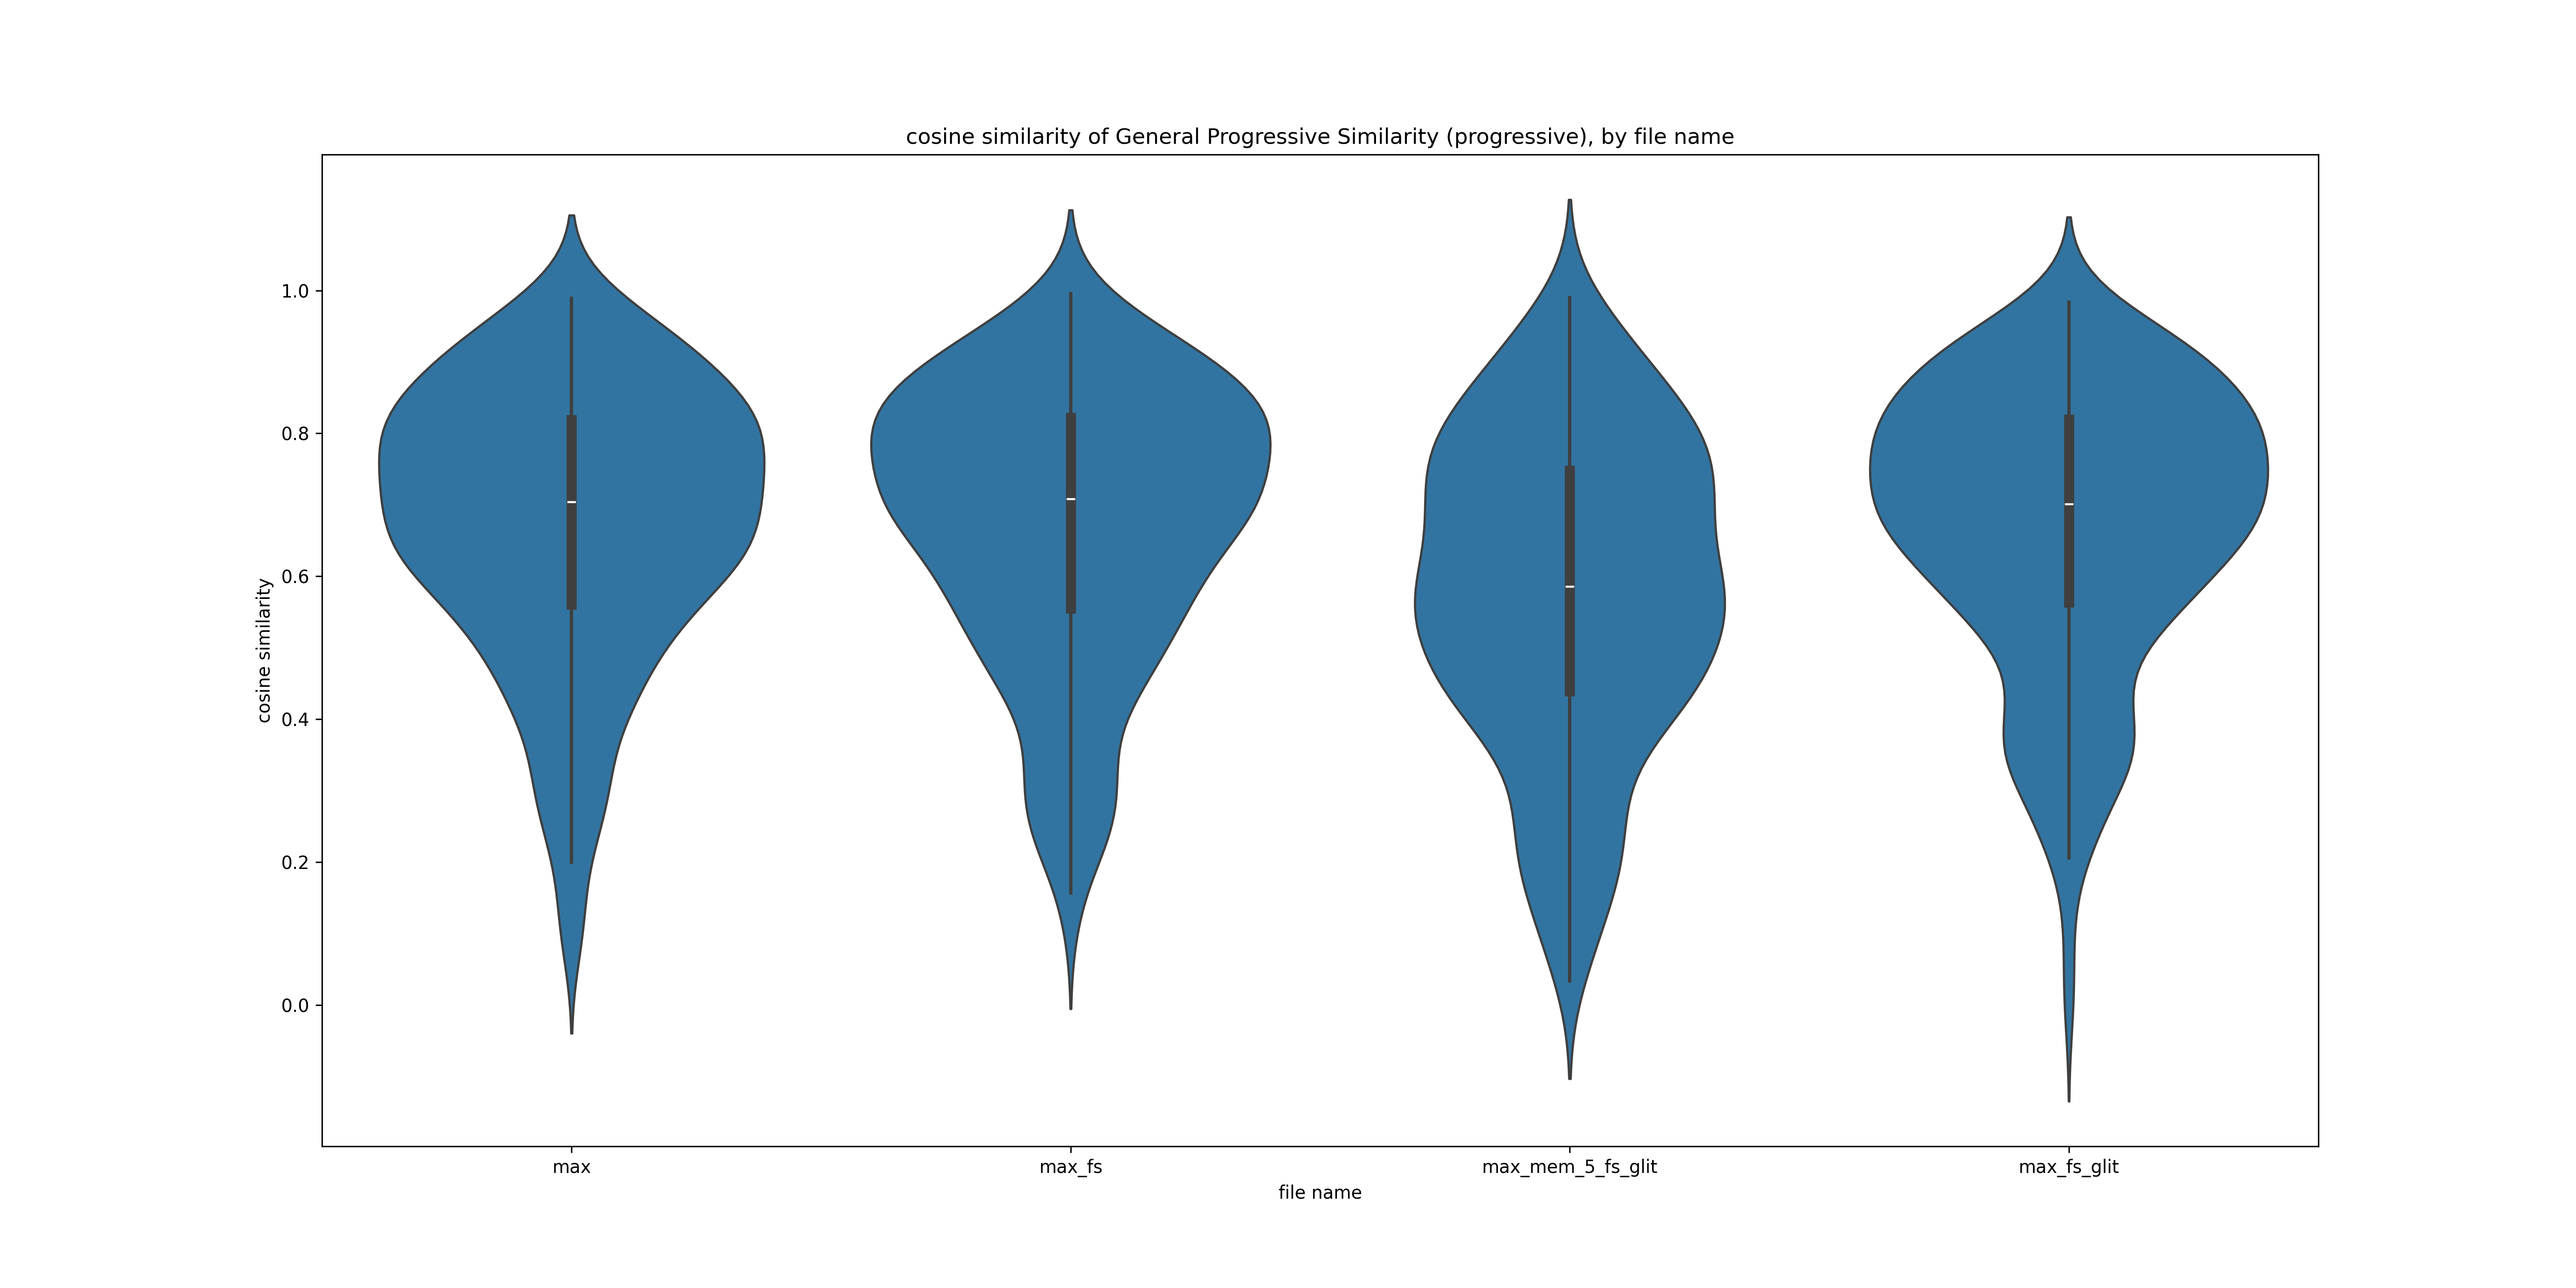 cosine similarity of General Progressive Similarity (progressive), by file name
cosine similarity
1.0
0.8
0.6
0.4
0.2
0.0
max
max_fs
max_mem_5_fs_glit
max_fs_glit
file name